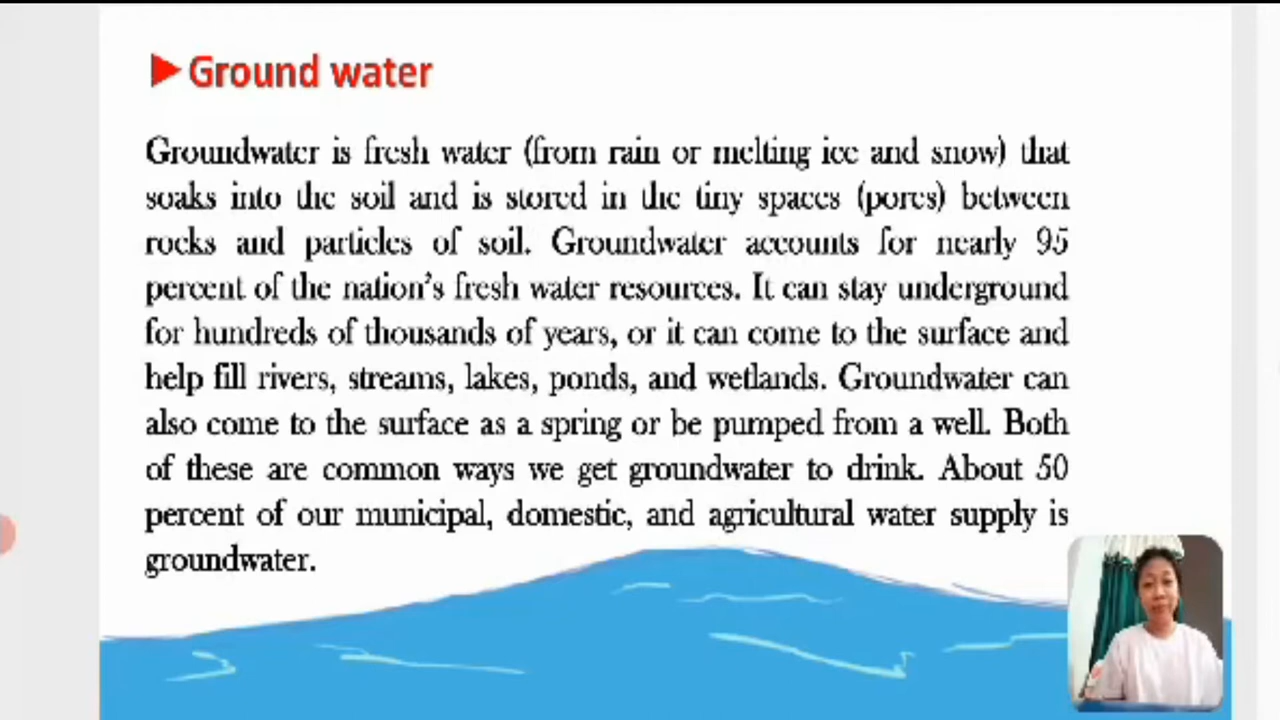 Ground water
Groundwater is fresh water (from rain or melting ice and snow) that
soaks into the soil and is stored in the tiny spaces (pores) between
rocks and particles of soil. Groundwater accounts for nearly 95
percent of the nation's fresh water resources. It can stay underground
for hundreds of thousands of years, or it can come to the surface and
help fill rivers, streams, lakes, ponds, and wetlands. Groundwater can
also come to the surface as a spring or be pumped from a well. Both
of these are common ways we get groundwater to drink. About 50
percent of our municipal, domestic, and agricultural water supply is
groundwater.